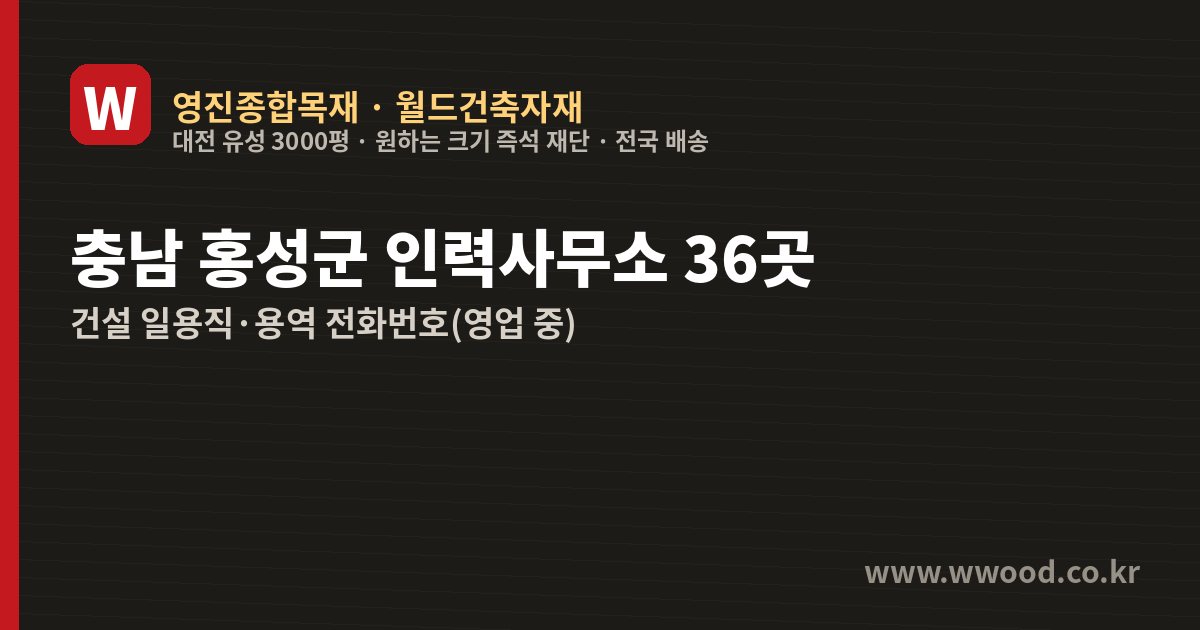 W
영진종합목재 · 월드건축자재
대전 유성 3000평 · 원하는 크기 즉석 재단 · 전국 배송
충남 홍성군 인력사무소 36곳
건설 일용직·용역 전화번호(영업 중)
www.wwood.co.kr